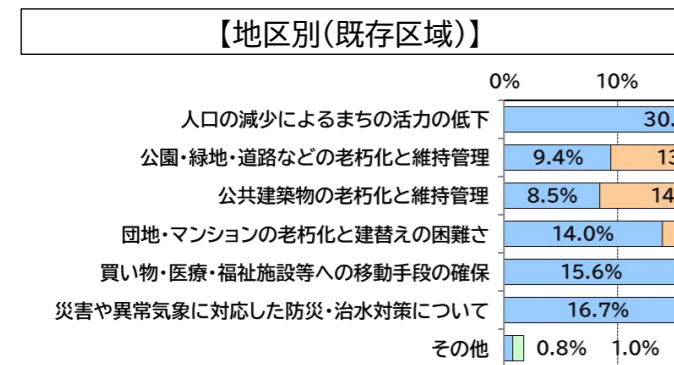 【地区別(既存区域)】
0% 10%
人口の減少によるまちの活力の低下 30.
公園・緑地・道路などの老朽化と維持管理 9.4% 13
公共建築物の老朽化と維持管理 8.5% 14
団地・マンションの老朽化と建替えの困難さ 14.0%
買い物・医療・福祉施設等への移動手段の確保 15.6%
災害や異常気象に対応した防災・治水対策について 16.7%
その他 0.8% 1.0%